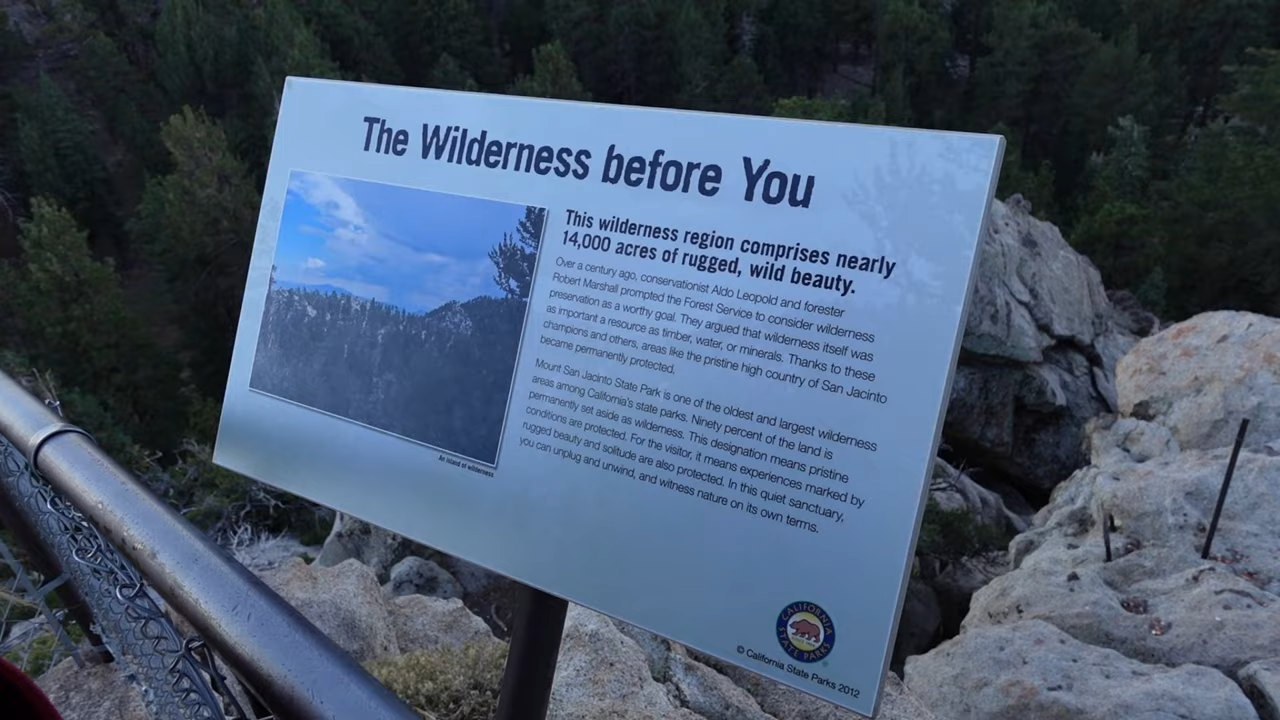 The Wilderness before You
This wilderness region comprises nearly
14,000 acres of rugged, wild beauty.
Over a century ago, conservationist Aldo Leopold and forester
Robert Marshall prompted the Forest Service to consider wilderness
preservation as a worthy goal. They argued that wilderness itself was
as important a resource as timber, water, or minerals. Thanks to these
champions and others, areas like the pristine high country of San Jacinto
became permanently protected.
Mount San Jacinto State Park is one of the oldest and largest wilderness
areas among California's state parks. Ninety percent of the land is
permanently set aside as wilderness. This designation means pristine
conditions are protected. For the visitor, it means experiences marked by
rugged beauty and solitude are also protected. In this quiet sanctuary,
you can unplug and unwind, and witness nature on its own terms.
An island of wilderness
CALIFORNIA
STATE PARKS
© California State Parks 2012